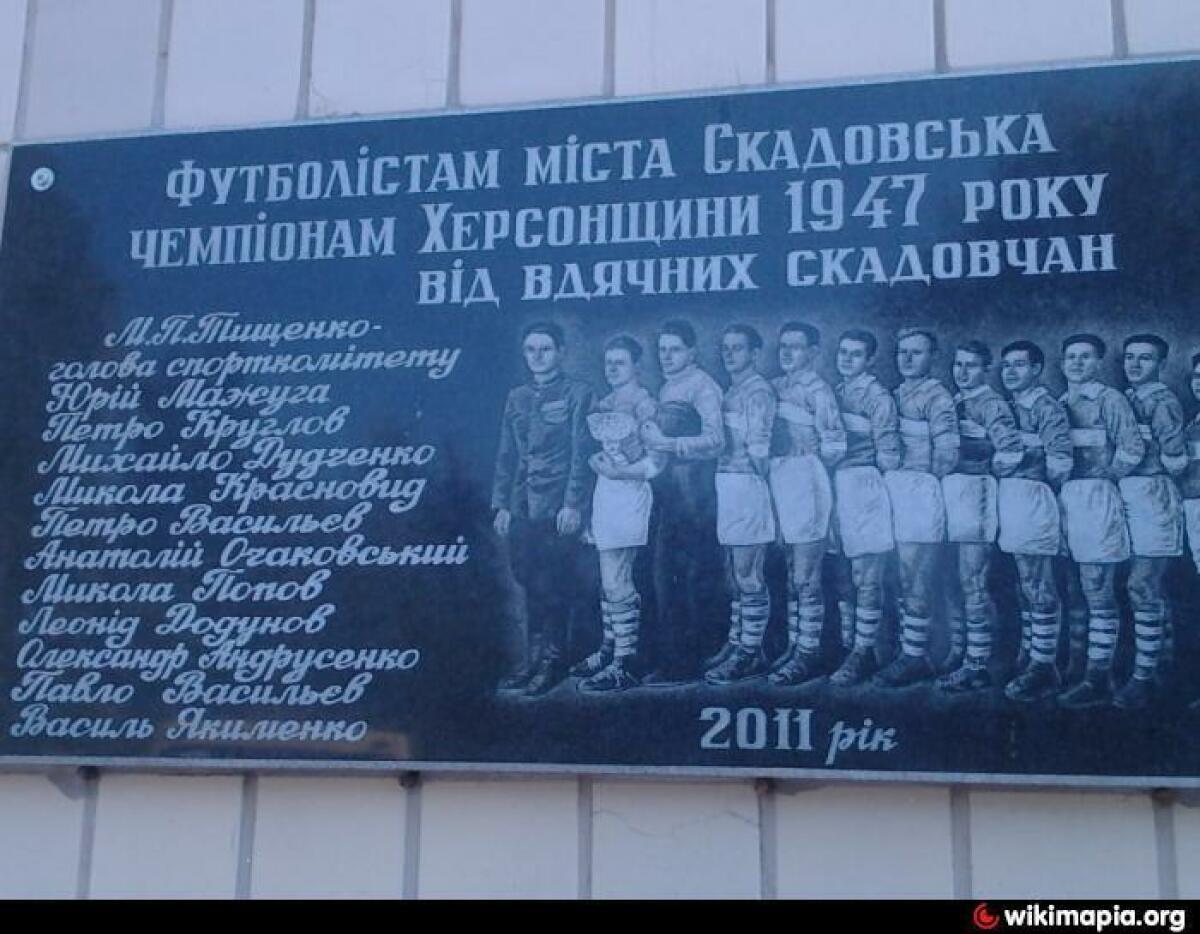 Футболістам міста Скадовська
чемпіонам Херсонщини 1947 року
від вдячних скадовчан
М.П.Тищенко-
голова спорткомітету
Юрій Мажуга
Петро Круглов
Михайло Дудченко
Микола Красновид
Петро Васильєв
Анатолій Очаковський
Микола Попов
Леонід Додунов
Олександр Андрусенко
Павло Васильєв
Василь Якименко
2011 рік
wikimapia.org